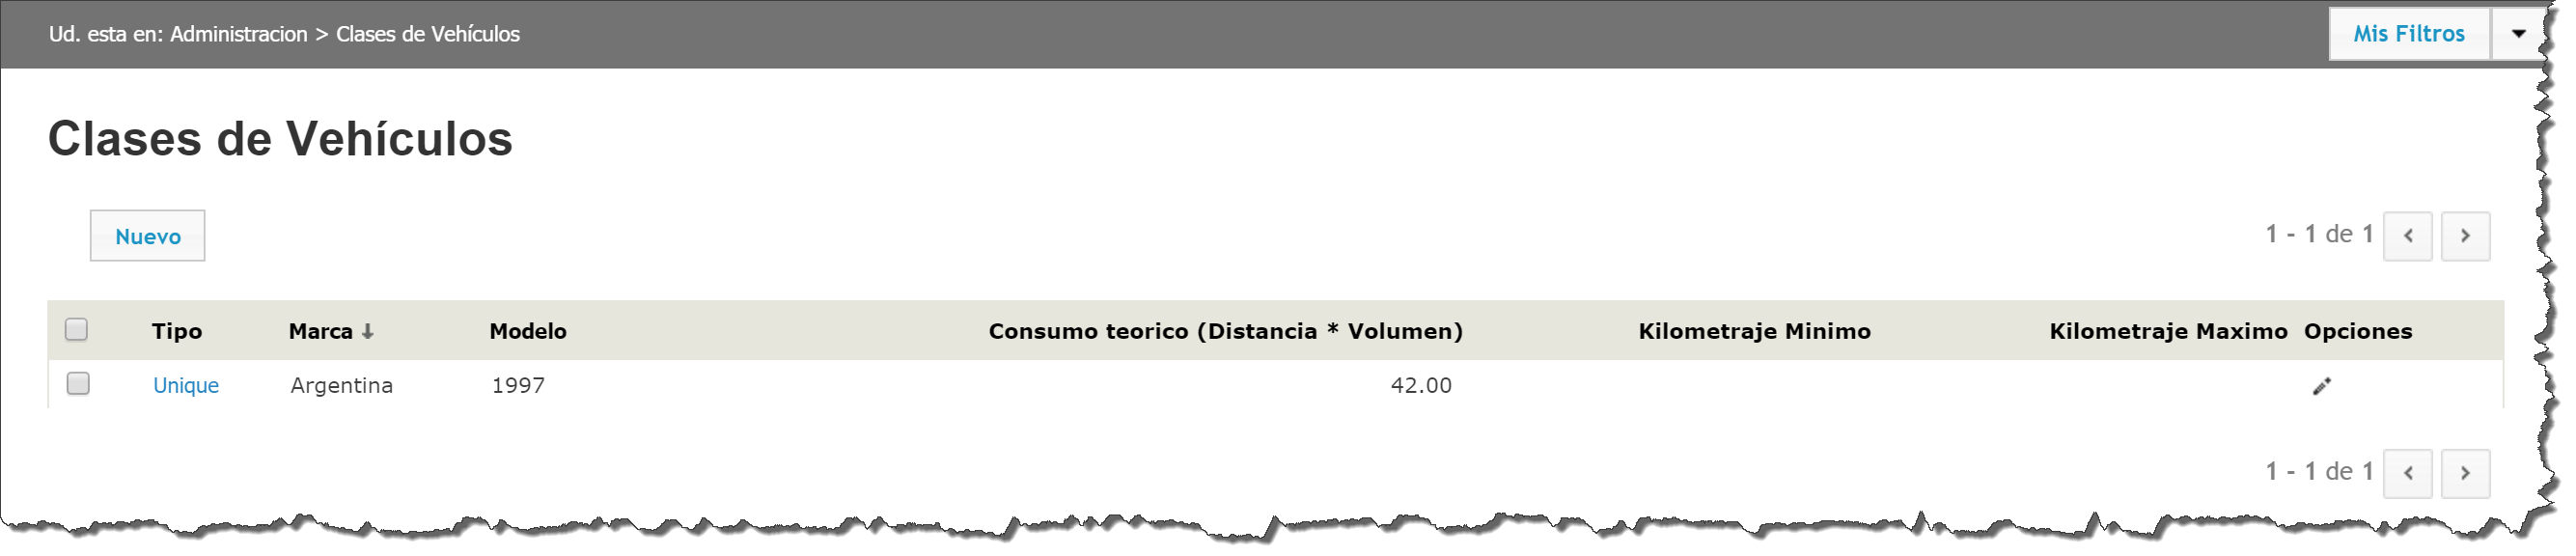 Ud. esta en: Administracion > Clases de Vehículos
Mis Filtros
Clases de Vehículos
Nuevo
1 - 1 de 1
Tipo Marca Modelo Consumo teorico (Distancia * Volumen) Kilometraje Minimo Kilometraje Maximo Opciones
Unique Argentina 1997 42.00
1 - 1 de 1